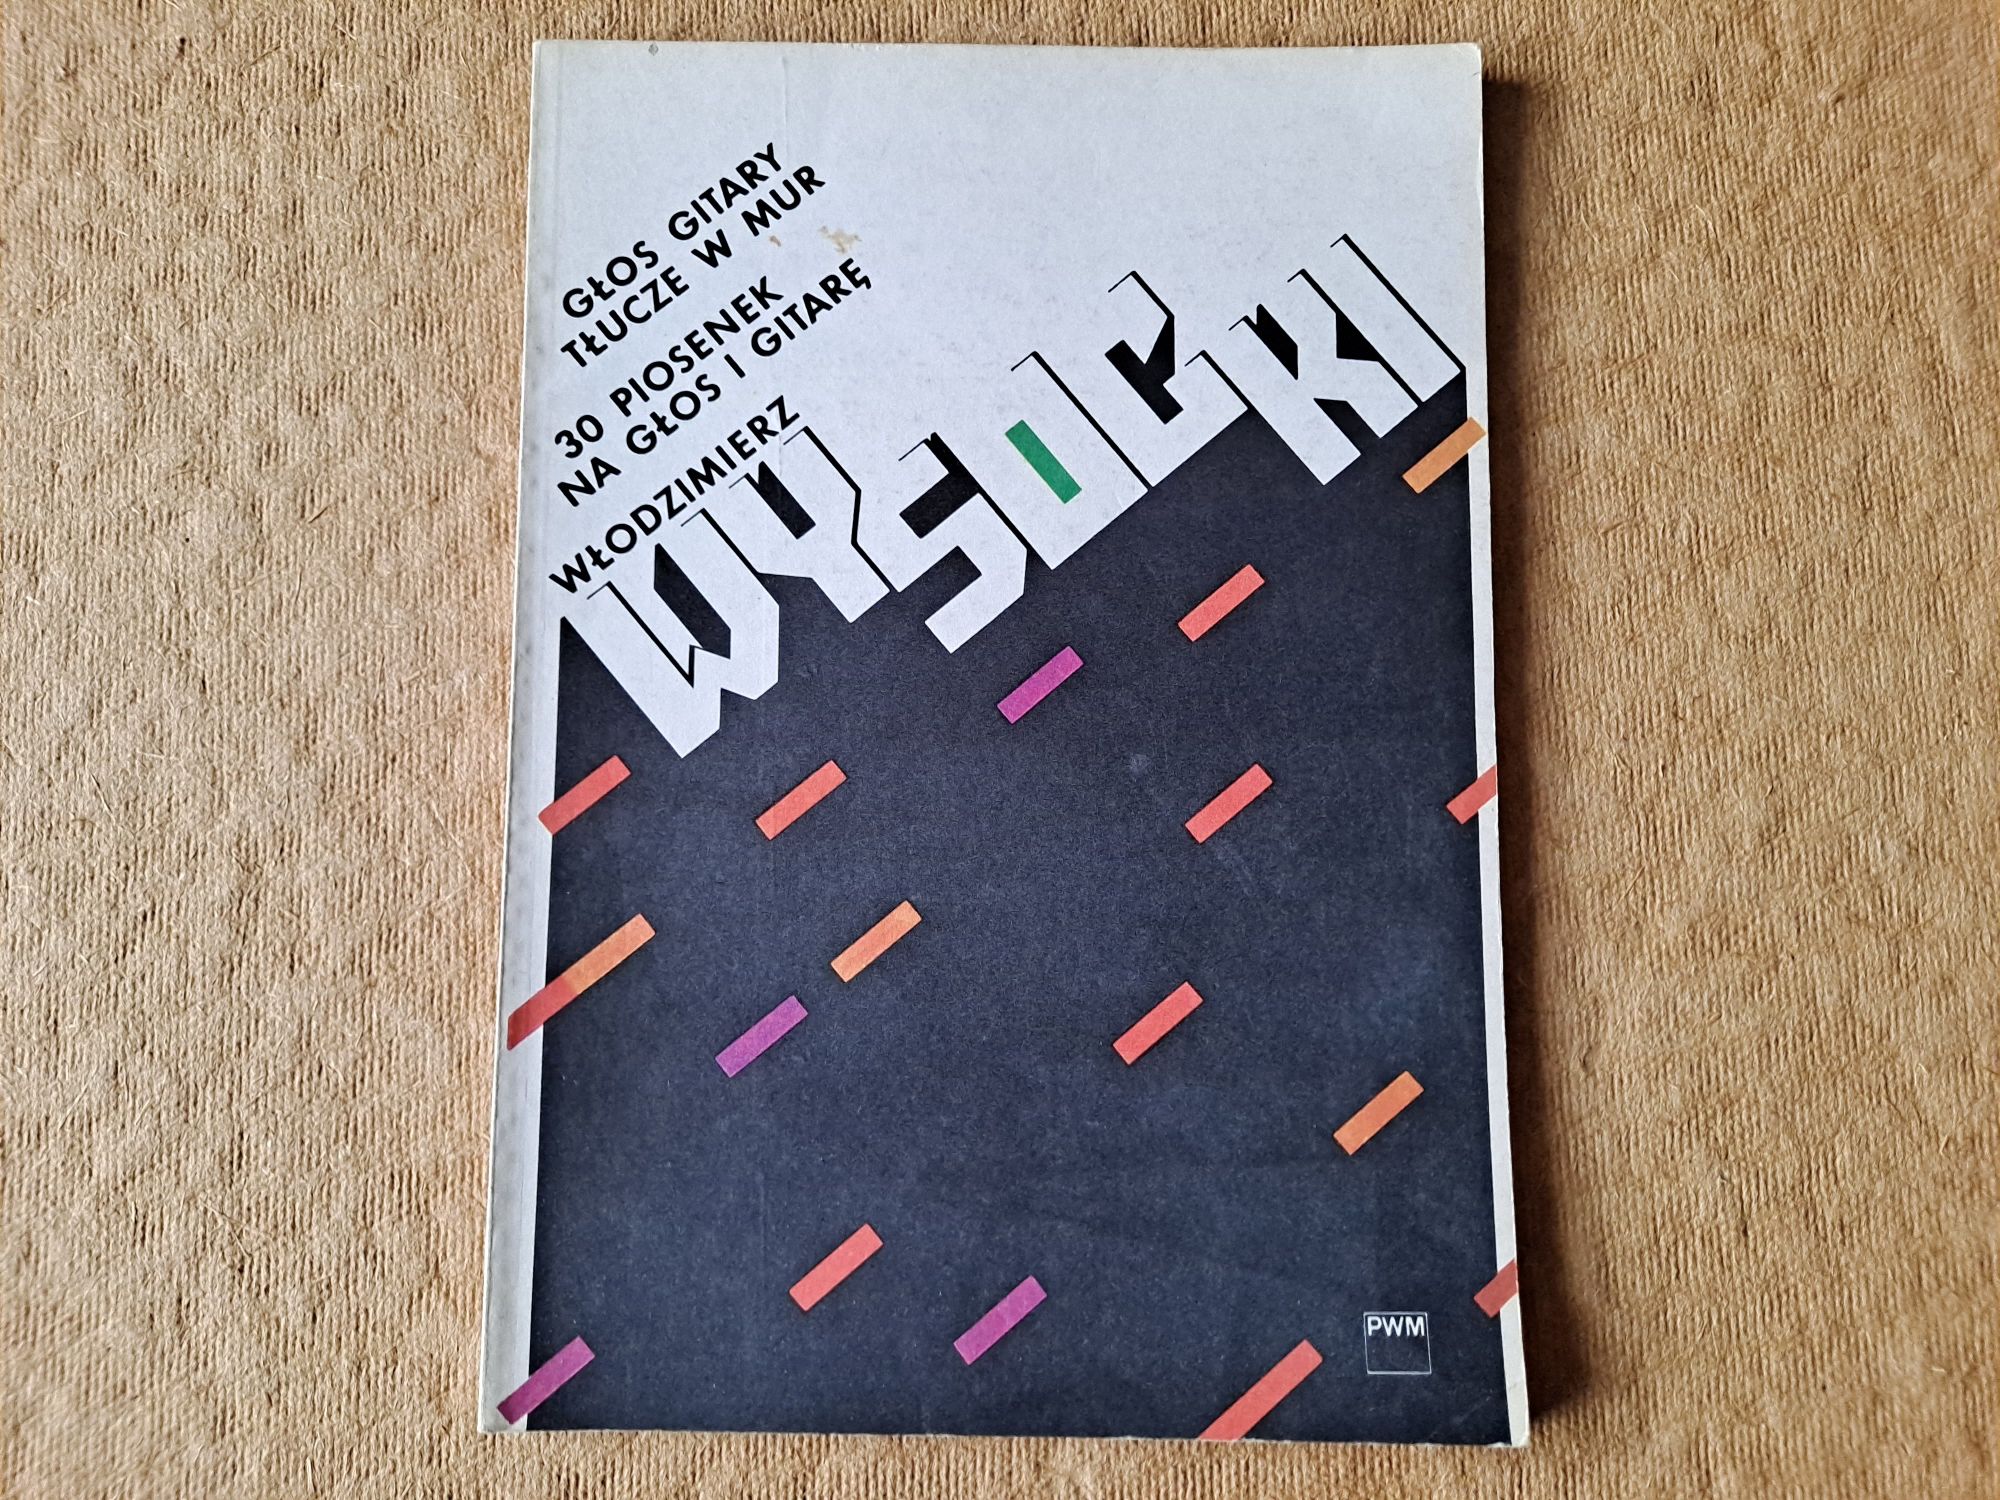 GŁOS GITARY
TŁUCZE W MUR
30 PIOSENEK
NA GŁOS I GITARĘ
WŁODZIMIERZ
WYSOCKI
PWM